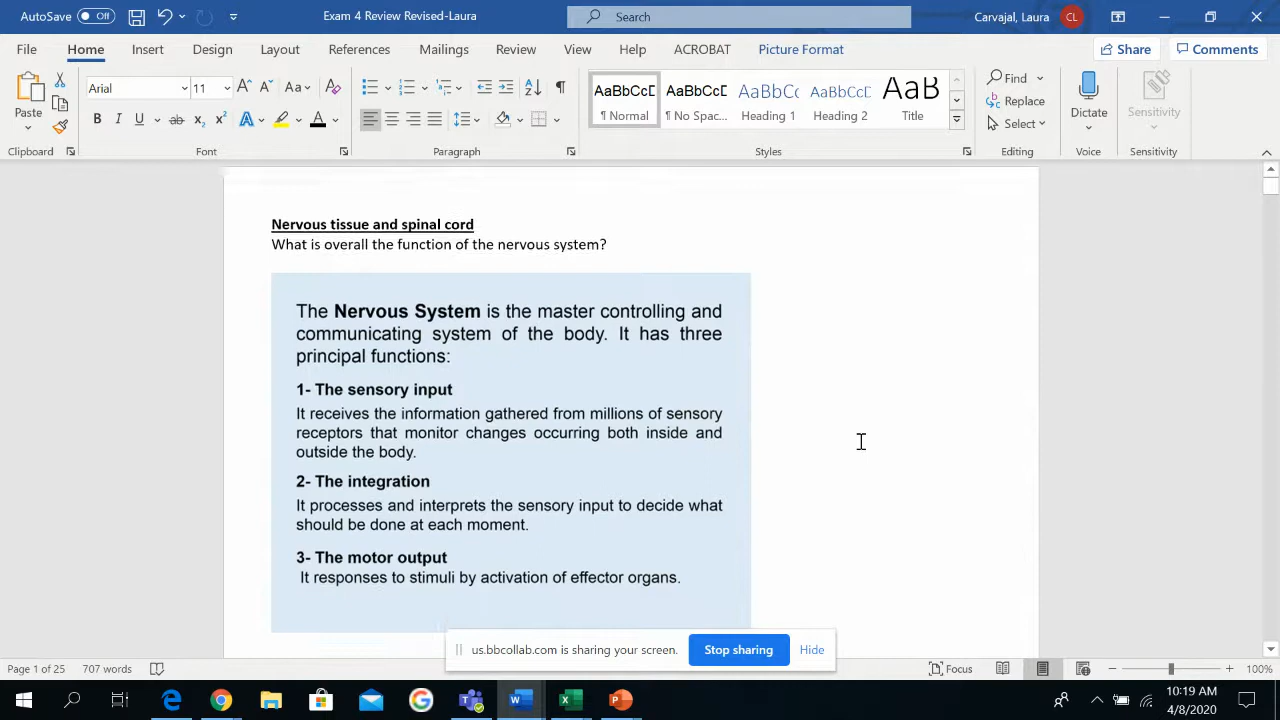 AutoSave Off Exam 4 Review Revised-Laura Search Carvajal, Laura CL
File Home Insert Design Layout References Mailings Review View Help ACROBAT Picture Format Share Comments
Paste Arial 11 Aa AaBbCcD AaBbCcD AaBbCc AaBbCcD AaB Find Replace Select Dictate Sensitivity
¶ Normal ¶ No Spac... Heading 1 Heading 2 Title
Clipboard Font Paragraph Styles Editing Voice Sensitivity
Nervous tissue and spinal cord
What is overall the function of the nervous system?
The Nervous System is the master controlling and
communicating system of the body. It has three
principal functions:
1- The sensory input
It receives the information gathered from millions of sensory
receptors that monitor changes occurring both inside and
outside the body.
2- The integration
It processes and interprets the sensory input to decide what
should be done at each moment.
3- The motor output
It responses to stimuli by activation of effector organs.
us.bbcollab.com is sharing your screen. Stop sharing Hide
Page 1 of 25 707 words Focus 100%
10:19 AM
4/8/2020